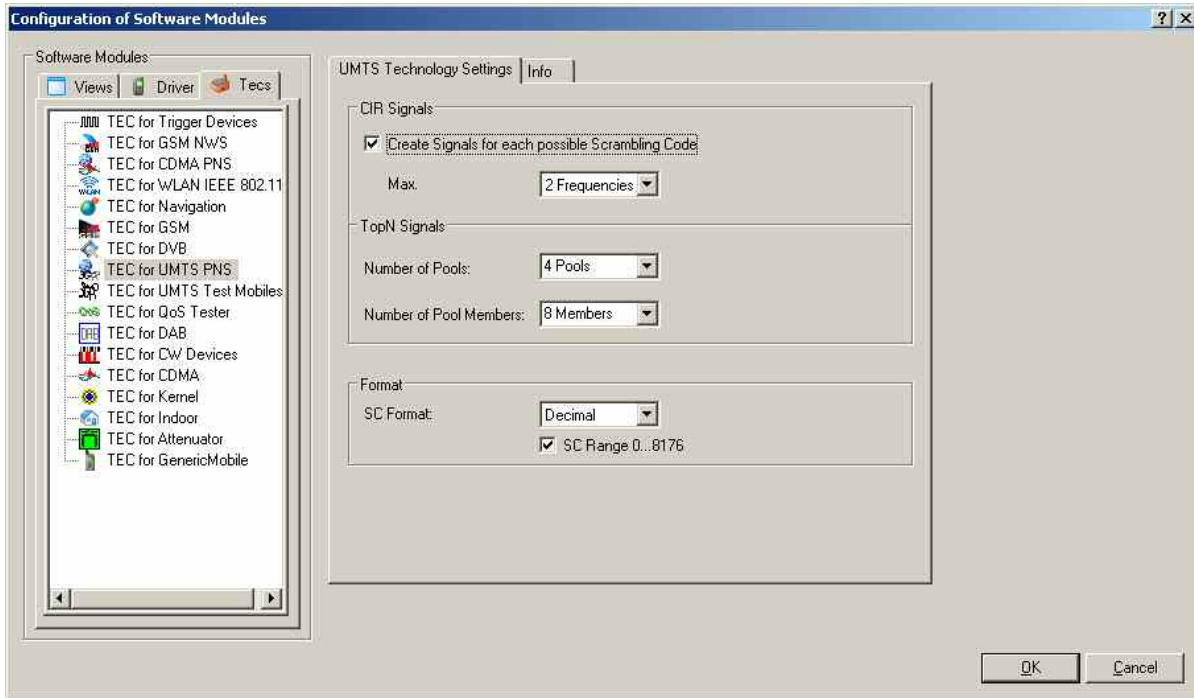 Configuration of Software Modules
Software Modules
Views
Driver
Tecs
TEC for Trigger Devices
TEC for GSM NWS
TEC for CDMA PNS
TEC for WLAN IEEE 802.11
TEC for Navigation
TEC for GSM
TEC for DVB
TEC for UMTS PNS
TEC for UMTS Test Mobiles
TEC for QoS Tester
TEC for DAB
TEC for CW Devices
TEC for CDMA
TEC for Kernel
TEC for Indoor
TEC for Attenuator
TEC for GenericMobile
UMTS Technology Settings
Info
CIR Signals
Create Signals for each possible Scrambling Code
Max. 2 Frequencies
TopN Signals
Number of Pools: 4 Pools
Number of Pool Members: 8 Members
Format
SC Format: Decimal
SC Range 0...8176
OK
Cancel